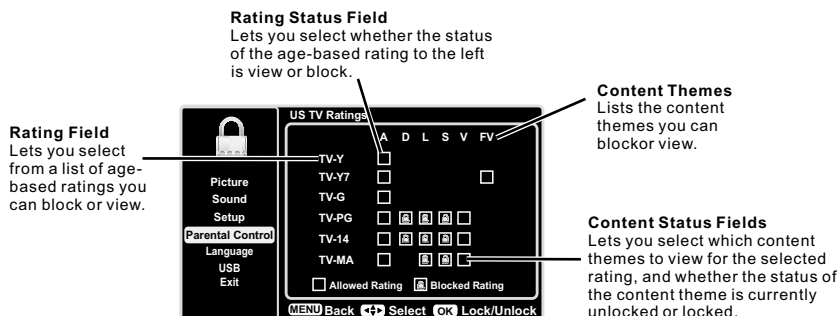 Rating Status Field
Lets you select whether the status
of the age-based rating to the left
is view or block.
Content Themes
Lists the content
themes you can
blockor view.
Rating Field
Lets you select
from a list of age-
based ratings you
can block or view.
US TV Ratings
A D L S V FV
TV-Y
TV-Y7
TV-G
TV-PG
TV-14
TV-MA
Allowed Rating Blocked Rating
Picture
Sound
Setup
Parental Control
Language
USB
Exit
MENU Back Select OK Lock/Unlock
Content Status Fields
Lets you select which content
themes to view for the selected
rating, and whether the status of
the content theme is currently
unlocked or locked.